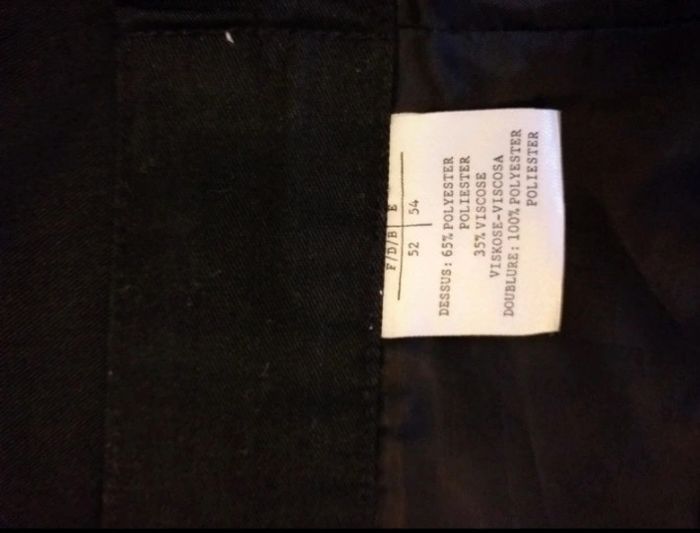 F/D/B E
52 54
DESSUS: 65% POLYESTER
POLIESTER
35% VISCOSE
VISKOSE-VISCOSA
DOUBLURE: 100% POLYESTER
POLIESTER